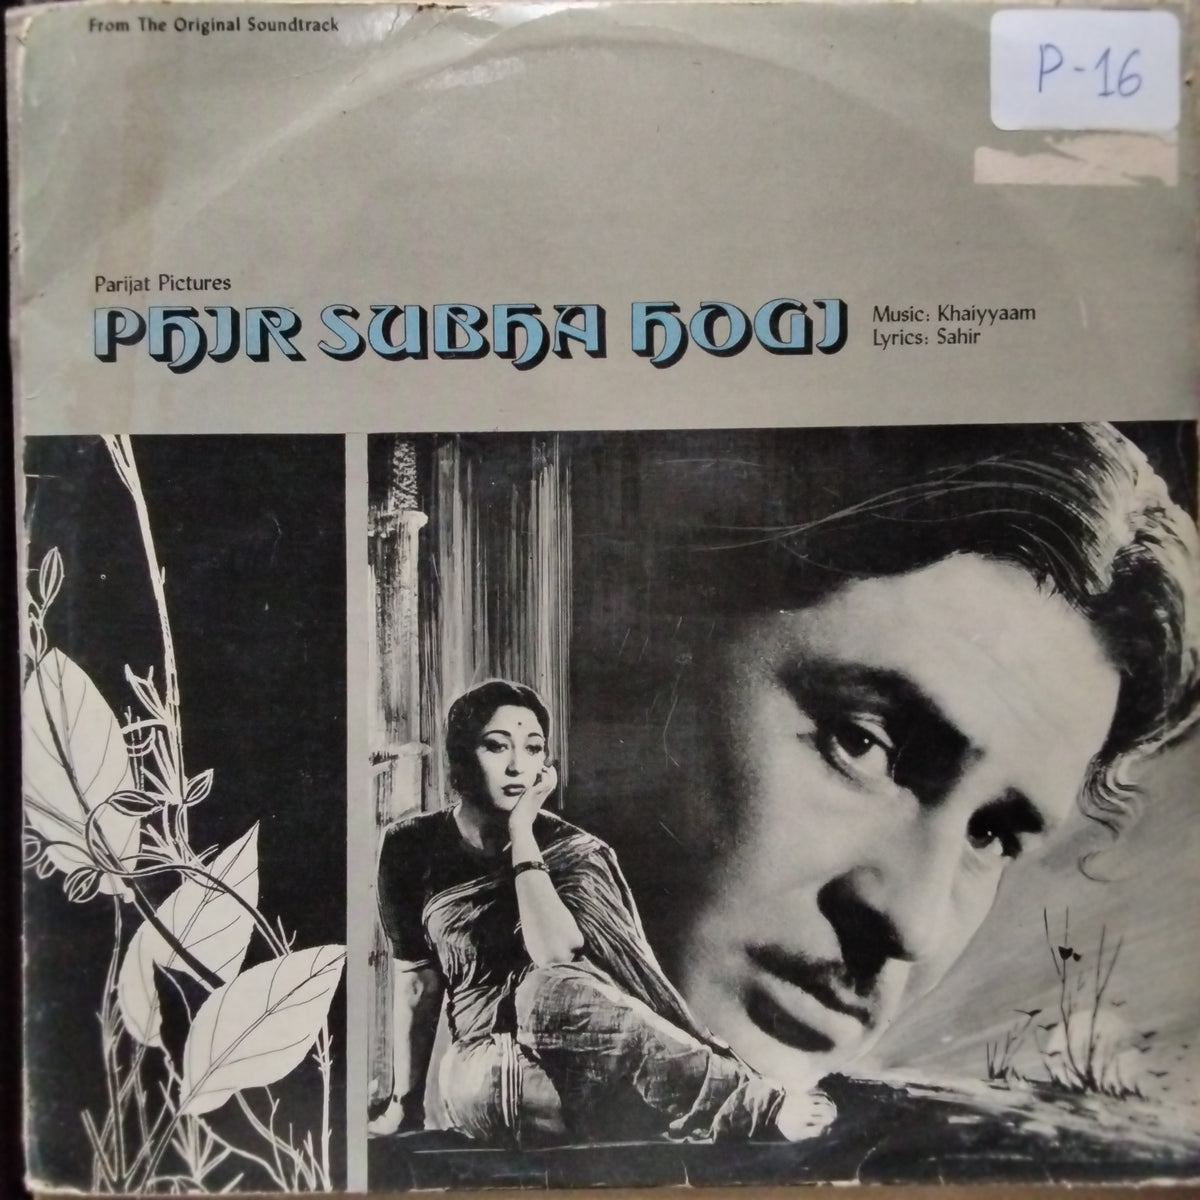 From The Original Soundtrack
P-16
Parijat Pictures
PHIR SUBHA HOGI
Music: Khaiyyaam
Lyrics: Sahir